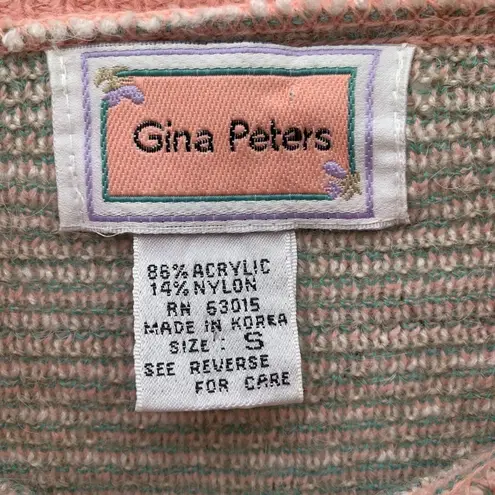 Gina Peters
86% ACRYLIC
14% NYLON
RN 63015
MADE IN KOREA
SIZE : S
SEE REVERSE
FOR CARE